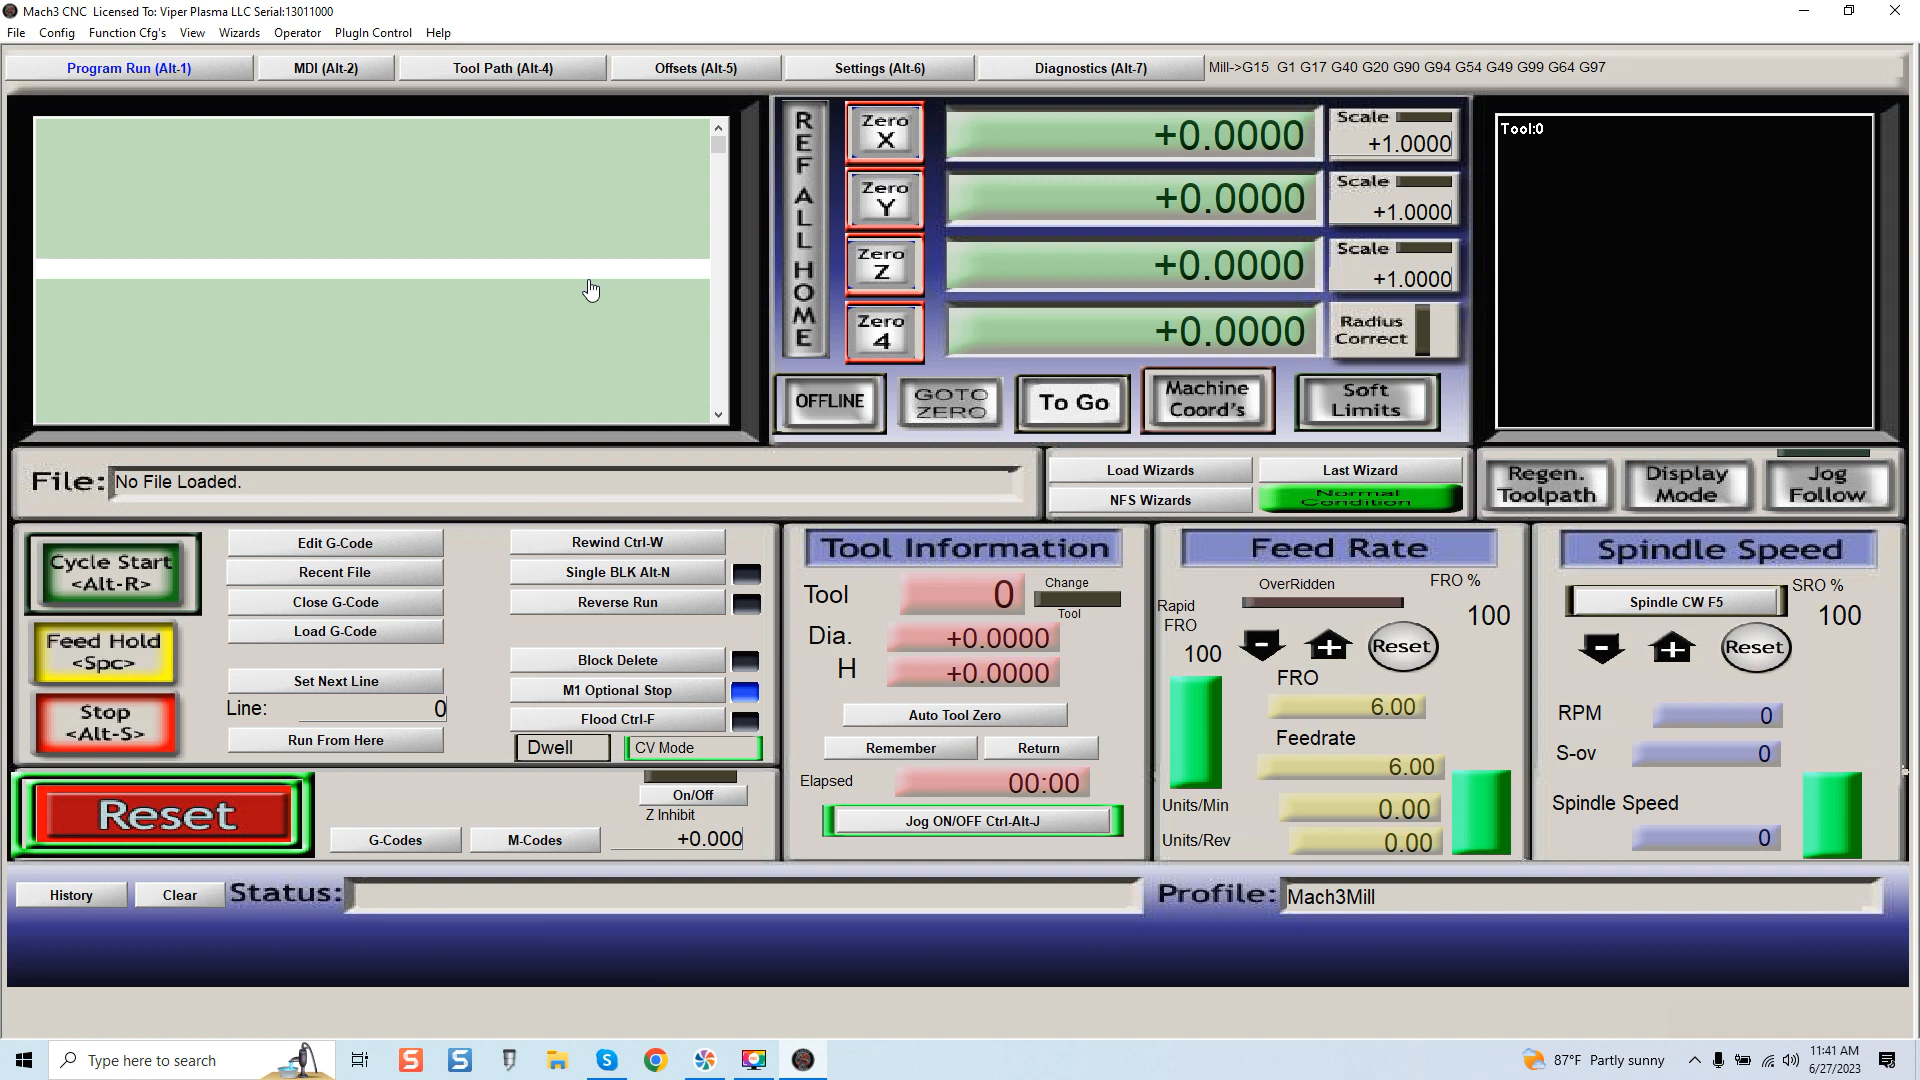 Mach3 CNC  Licensed To: Viper Plasma LLC Serial:13011000
File Config Function Cfg's View Wizards Operator PlugIn Control Help
Program Run (Alt-1) MDI (Alt-2) Tool Path (Alt-4) Offsets (Alt-5) Settings (Alt-6) Diagnostics (Alt-7) Mill->G15  G1 G17 G40 G20 G90 G94 G54 G49 G99 G64 G97
REF ALL HOME
Zero X +0.0000 Scale +1.0000
Zero Y +0.0000 Scale +1.0000
Zero Z +0.0000 Scale +1.0000
Zero 4 +0.0000 Radius Correct
OFFLINE GOTO ZERO To Go Machine Coord's Soft Limits
Tool:0
File: No File Loaded.
Load Wizards Last Wizard
NFS Wizards Normal Condition
Regen. Toolpath Display Mode Jog Follow
Cycle Start <Alt-R>
Feed Hold <Spc>
Stop <Alt-S>
Edit G-Code
Recent File
Close G-Code
Load G-Code
Set Next Line
Line: 0
Run From Here
Rewind Ctrl-W
Single BLK Alt-N
Reverse Run
Block Delete
M1 Optional Stop
Flood Ctrl-F
Dwell CV Mode
Reset
G-Codes M-Codes
On/Off
Z Inhibit
+0.000
Tool Information
Tool 0 Change Tool
Dia. +0.0000
H +0.0000
Auto Tool Zero
Remember Return
Elapsed 00:00
Jog ON/OFF Ctrl-Alt-J
Feed Rate
OverRidden FRO %
Rapid FRO 100
100
Reset
FRO
6.00
Feedrate
6.00
Units/Min 0.00
Units/Rev 0.00
Spindle Speed
Spindle CW F5 SRO %
100
Reset
RPM 0
S-ov 0
Spindle Speed
0
History Clear Status:
Profile: Mach3Mill
Type here to search
S S S
87°F Partly sunny
11:41 AM
6/27/2023